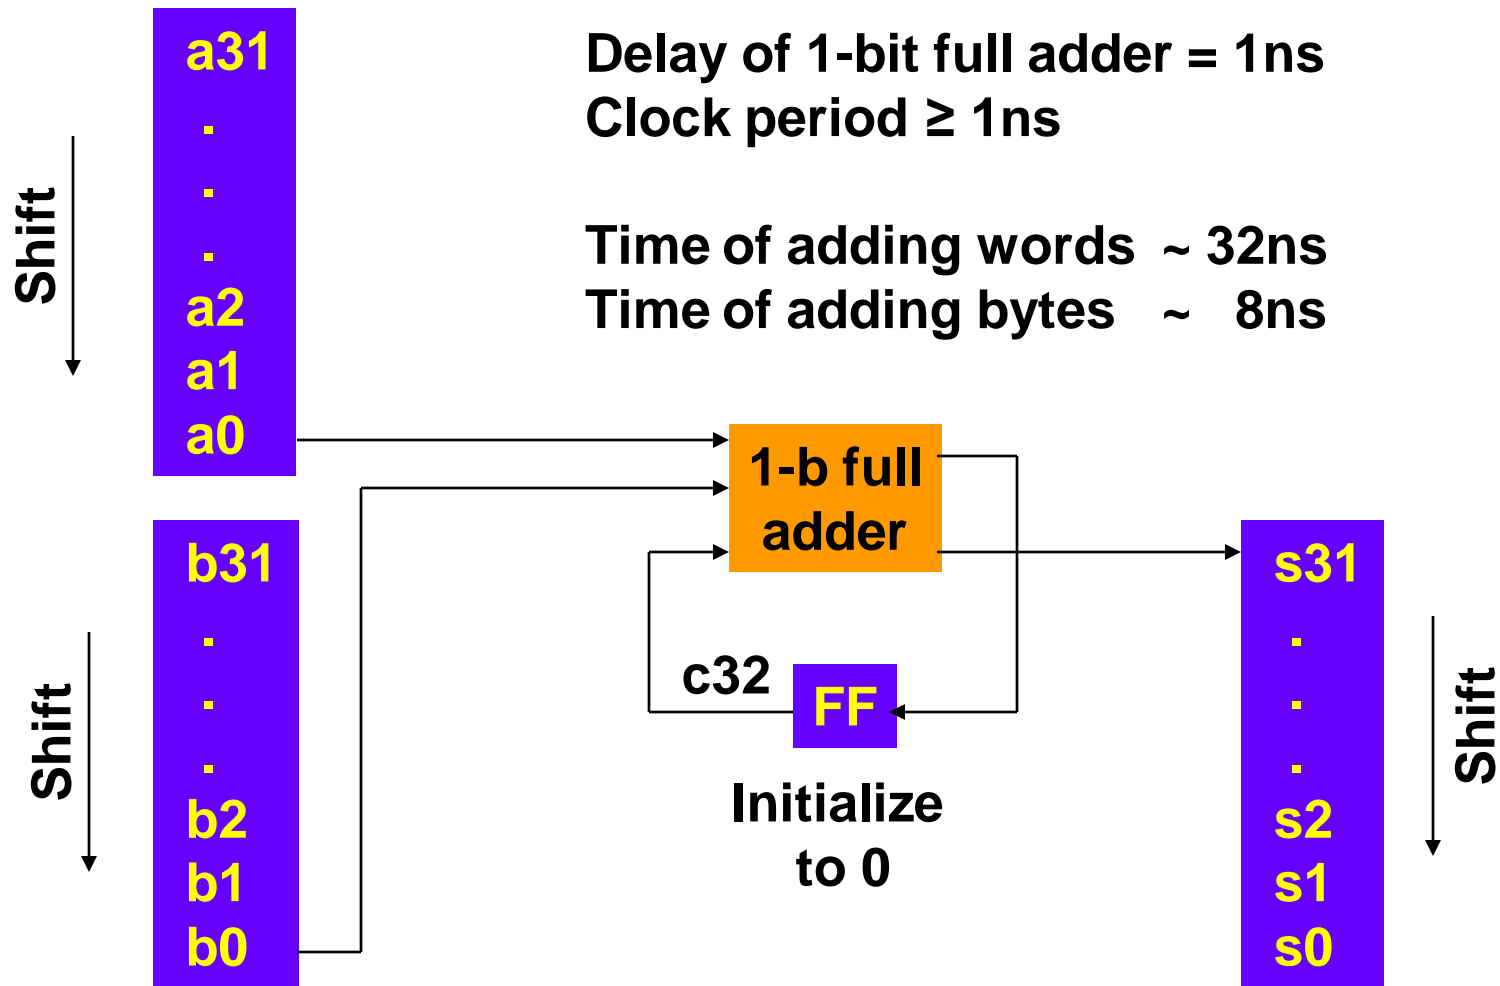 Delay of 1-bit full adder = 1ns
Clock period ≥ 1ns
Time of adding words ~ 32ns
Time of adding bytes ~ 8ns
Shift
a31
.
.
.
a2
a1
a0
Shift
b31
.
.
.
b2
b1
b0
1-b full
adder
c32
FF
Initialize
to 0
s31
.
.
.
s2
s1
s0
Shift